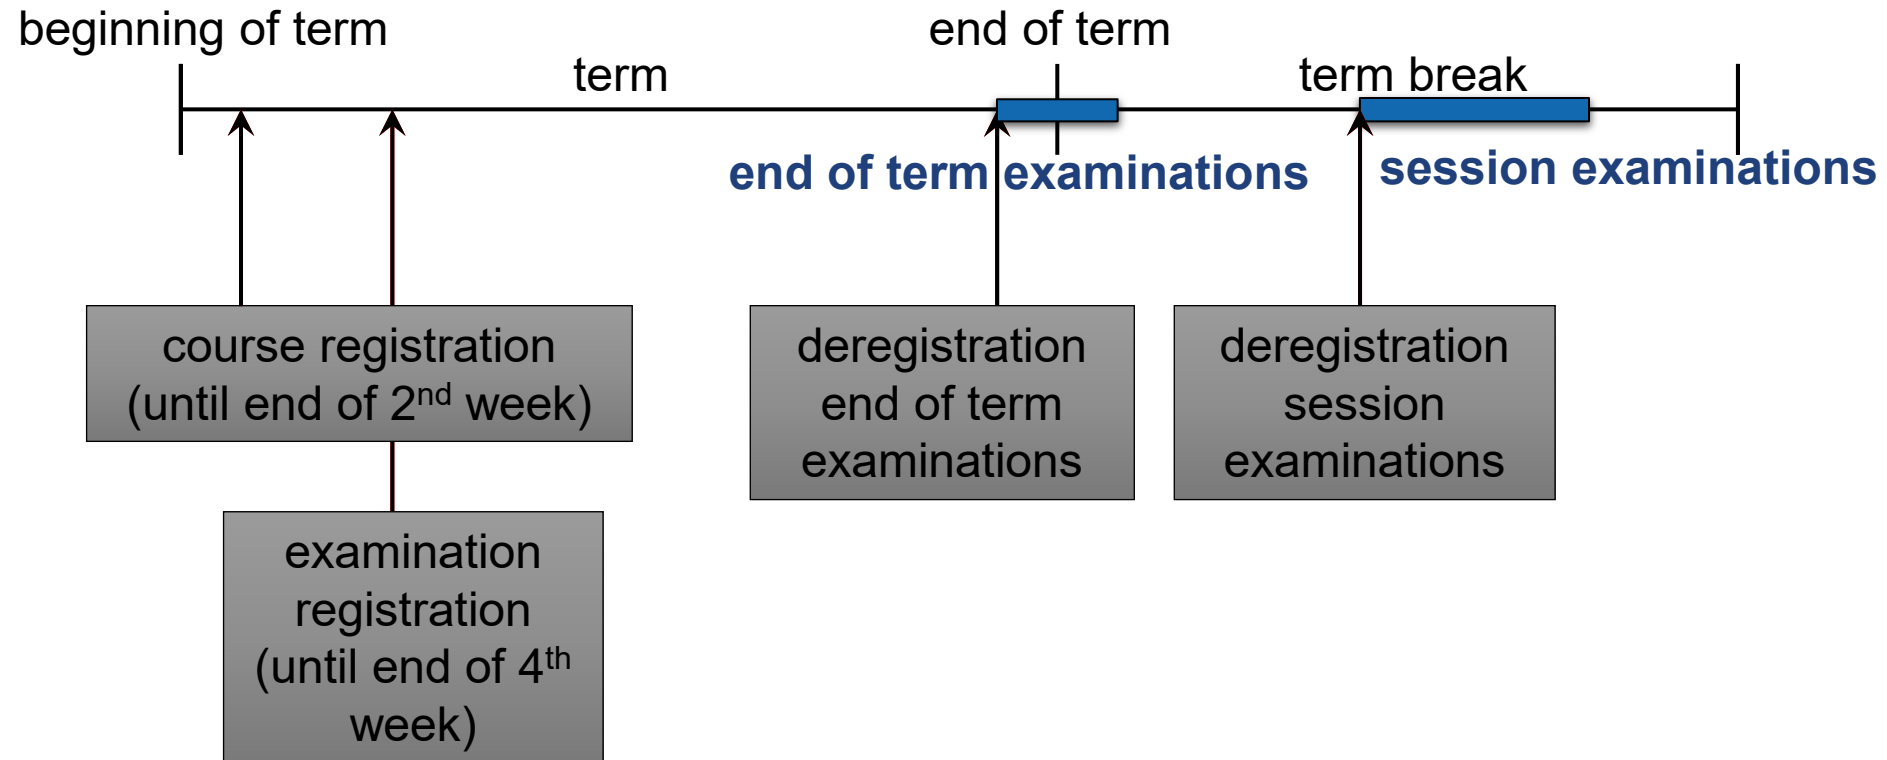 beginning of term
end of term
term
term break
end of term examinations
session examinations
course registration
(until end of 2nd week)
deregistration
end of term
examinations
deregistration
session
examinations
examination
registration
(until end of 4th
week)